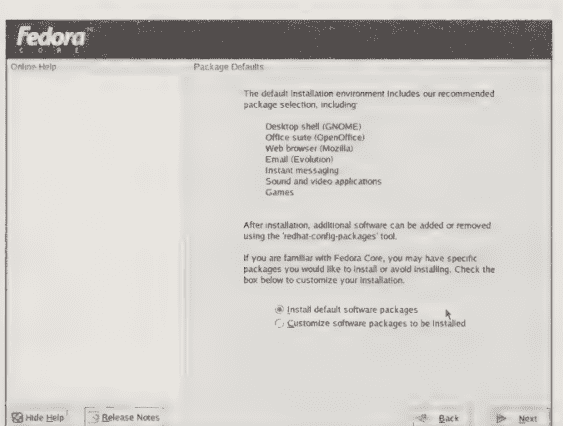 Fedora
CORE
Online Help
Package Defaults
The default installation environment includes our recommended
package selection, including:
Desktop shell (GNOME)
Office suite (OpenOffice)
Web browser (Mozilla)
Email (Evolution)
Instant messaging
Sound and video applications
Games
After installation, additional software can be added or removed
using the 'redhat-config-packages' tool.
If you are familiar with Fedora Core, you may have specific
packages you would like to install or avoid installing. Check the
box below to customize your installation.
Install default software packages
Customize software packages to be installed
Hide Help
Release Notes
Back
Next